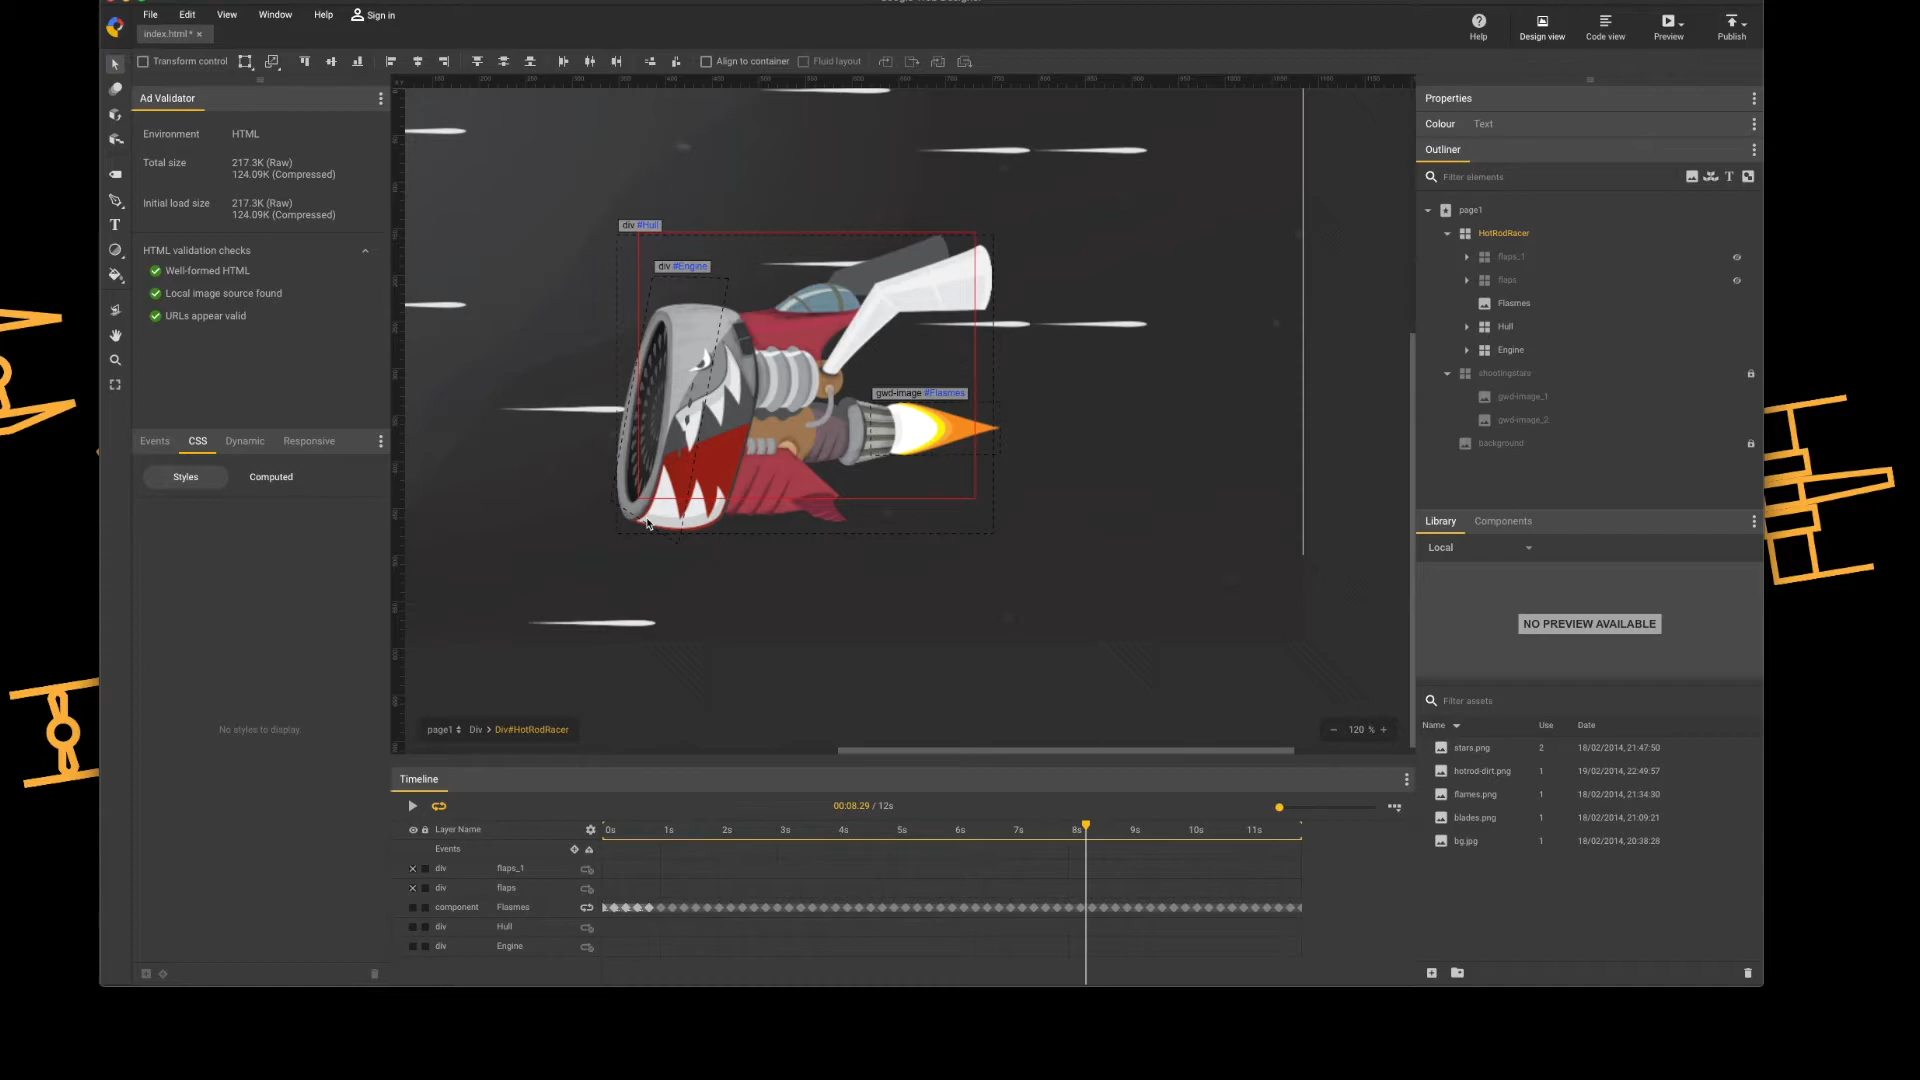 File Edit View Window Help Sign in
index.html* ×
Help Design view Code view Preview Publish
Transform control Align to container Fluid layout
Ad Validator
Environment HTML
Total size 217.3K (Raw)
124.09K (Compressed)
Initial load size 217.3K (Raw)
124.09K (Compressed)
HTML validation checks
Well-formed HTML
Local image source found
URLs appear valid
Events CSS Dynamic Responsive
Styles Computed
No styles to display.
div #Hull
div #Engine
gwd-image #Flasmes
page1 Div > Div#HotRodRacer
− 120 % +
Properties
Colour Text
Outliner
Filter elements
page1
HotRodRacer
flaps_1
flaps
Flasmes
Hull
Engine
shootingstars
gwd-image_1
gwd-image_2
background
Library Components
Local
NO PREVIEW AVAILABLE
Filter assets
Name Use Date
stars.png 2 18/02/2014, 21:47:50
hotrod-dirt.png 1 19/02/2014, 22:49:57
flames.png 1 18/02/2014, 21:34:30
blades.png 1 18/02/2014, 21:09:21
bg.jpg 1 18/02/2014, 20:38:28
Timeline
00:08.29 / 12s
Layer Name 0s 1s 2s 3s 4s 5s 6s 7s 8s 9s 10s 11s
Events
div flaps_1
div flaps
component Flasmes
div Hull
div Engine